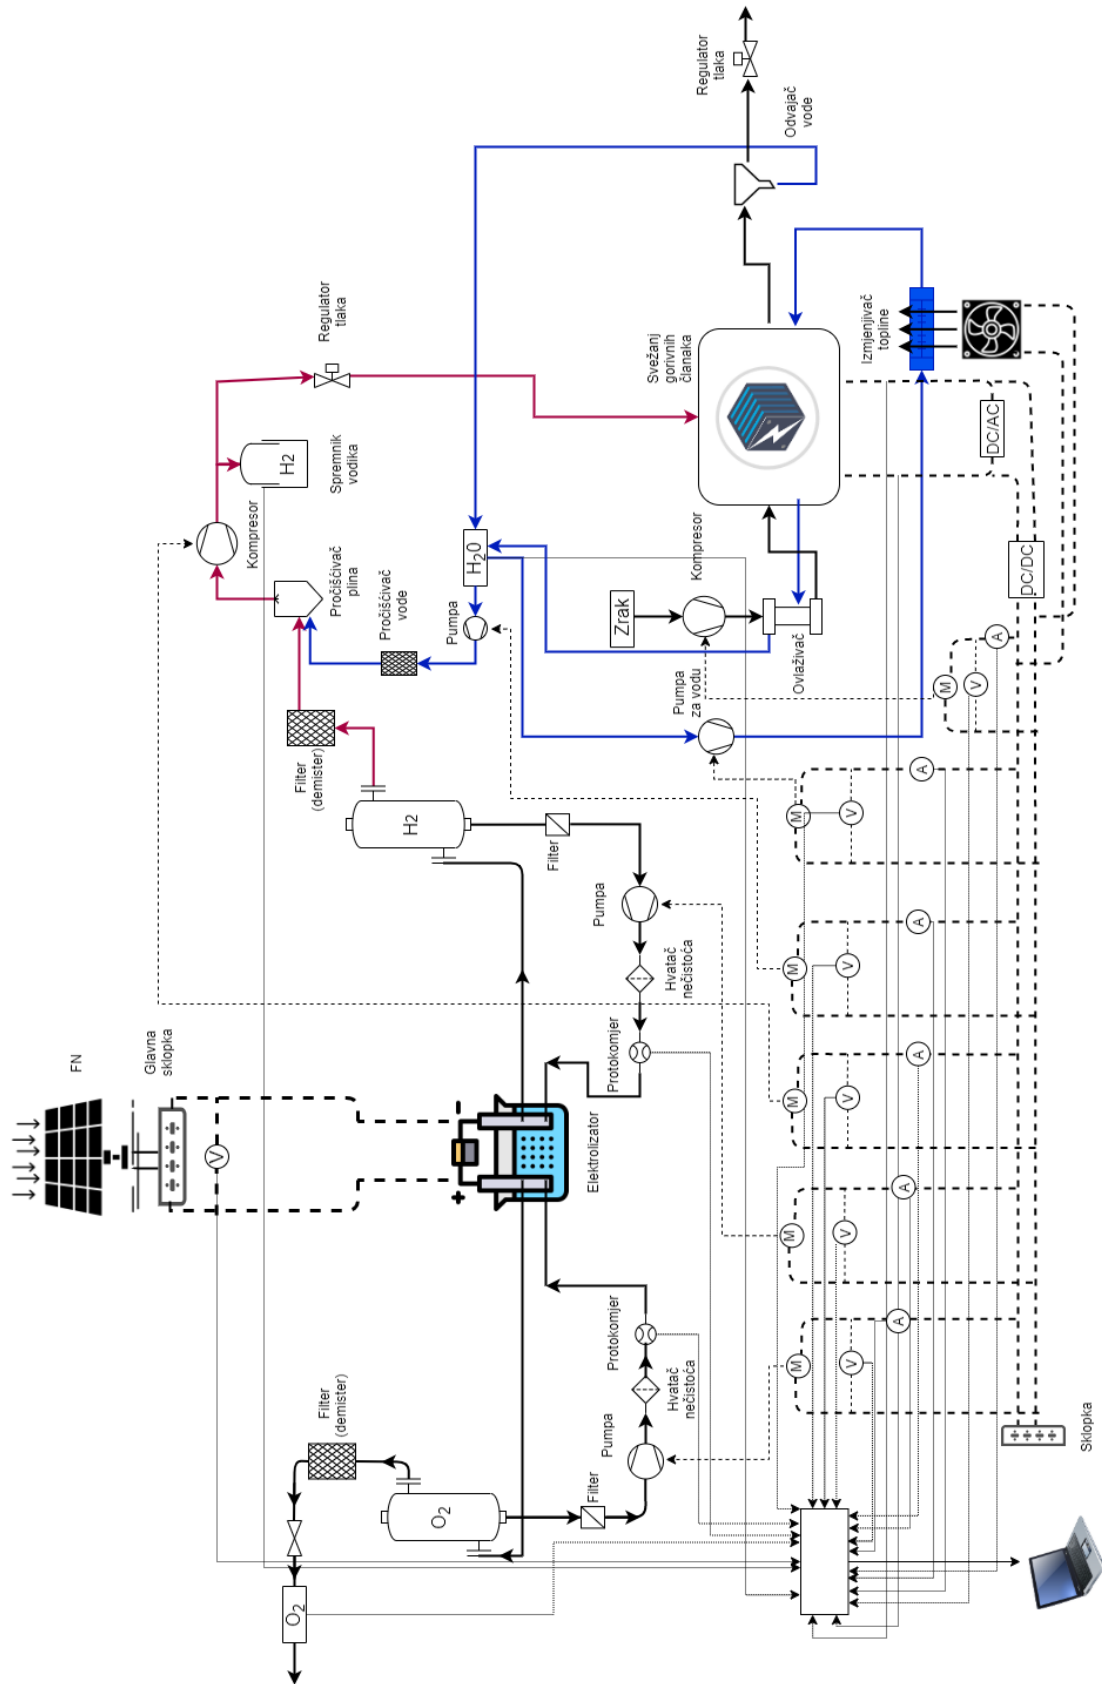 FN
Glavna
sklopka
V
O2
Filter
(demister)
O2
Filter
Pumpa
Hvatač
nečistoća
Protokomjer
+
-
Elektrolizator
Protokomjer
Hvatač
nečistoća
Pumpa
Filter
H2
Filter
(demister)
Pročišćivač
plina
Kompresor
H2
Spremnik
vodika
Regulator
tlaka
Pročišćivač
vode
Pumpa
H20
Zrak
Kompresor
Pumpa
za vodu
Ovlaživač
Svežanj
gorivnih
članaka
Regulator
tlaka
Odvajač
vode
Izmjenjivač
topline
DC/AC
DC/DC
M
V
A
M
V
A
M
V
A
M
V
A
M
V
A
M
V
A
Sklopka